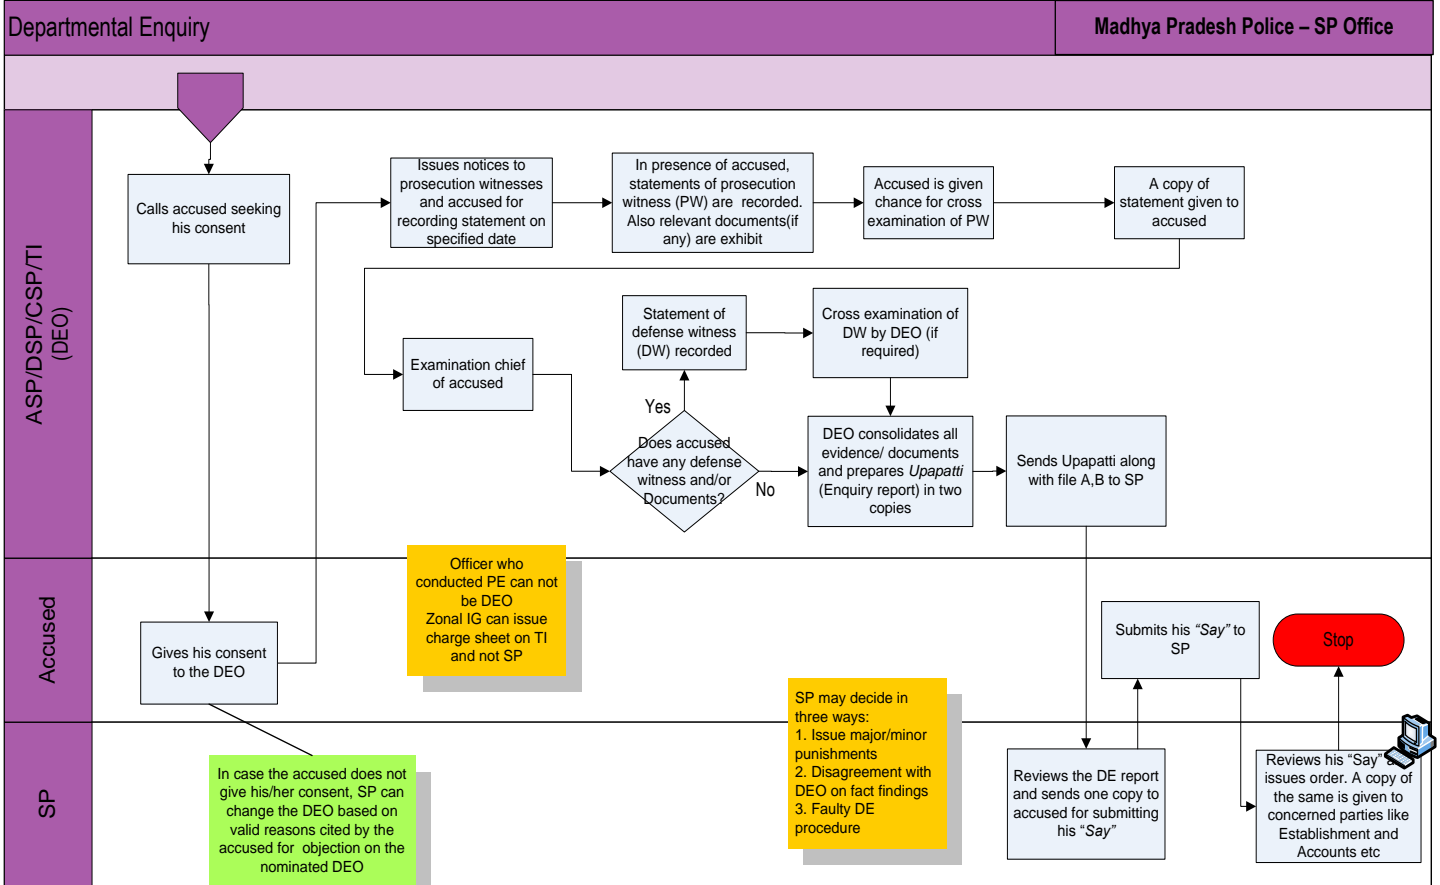 Departmental Enquiry
Madhya Pradesh Police – SP Office
ASP/DSP/CSP/TI
(DEO)
Calls accused seeking
his consent
Issues notices to
prosecution witnesses
and accused for
recording statement on
specified date
In presence of accused,
statements of prosecution
witness (PW) are recorded.
Also relevant documents(if
any) are exhibit
Accused is given
chance for cross
examination of PW
A copy of
statement given to
accused
Examination chief
of accused
Statement of
defense witness
(DW) recorded
Cross examination of
DW by DEO (if
required)
Yes
Does accused
have any defense
witness and/or
Documents?
No
DEO consolidates all
evidence/ documents
and prepares Upapatti
(Enquiry report) in two
copies
Sends Upapatti along
with file A,B to SP
Accused
Gives his consent
to the DEO
Officer who
conducted PE can not
be DEO
Zonal IG can issue
charge sheet on TI
and not SP
Submits his “Say” to
SP
Stop
SP
In case the accused does not
give his/her consent, SP can
change the DEO based on
valid reasons cited by the
accused for objection on the
nominated DEO
SP may decide in
three ways:
1. Issue major/minor
punishments
2. Disagreement with
DEO on fact findings
3. Faulty DE
procedure
Reviews the DE report
and sends one copy to
accused for submitting
his “Say”
Reviews his “Say”
issues order. A copy of
the same is given to
concerned parties like
Establishment and
Accounts etc